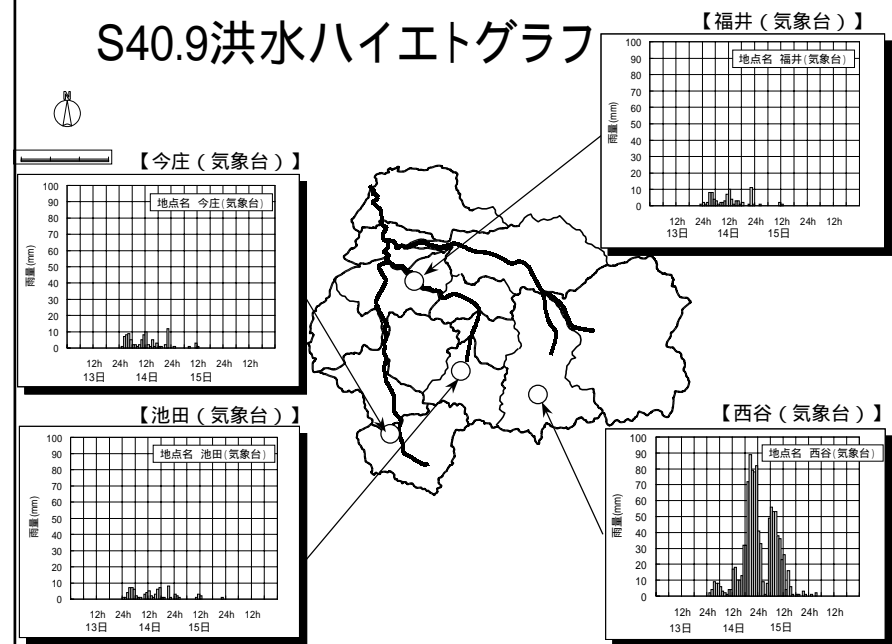 S40.9洪水ハイエトグラフ
N
【福井（気象台）】
地点名 福井(気象台)
雨量(mm)
100
90
80
70
60
50
40
30
20
10
0
12h 24h 12h 24h 12h 24h 12h
13日 14日 15日
【今庄（気象台）】
地点名 今庄(気象台)
雨量(mm)
100
90
80
70
60
50
40
30
20
10
0
12h 24h 12h 24h 12h 24h 12h
13日 14日 15日
【池田（気象台）】
地点名 池田(気象台)
雨量(mm)
100
90
80
70
60
50
40
30
20
10
0
12h 24h 12h 24h 12h 24h 12h
13日 14日 15日
【西谷（気象台）】
地点名 西谷(気象台)
雨量(mm)
100
90
80
70
60
50
40
30
20
10
0
12h 24h 12h 24h 12h 24h 12h
13日 14日 15日